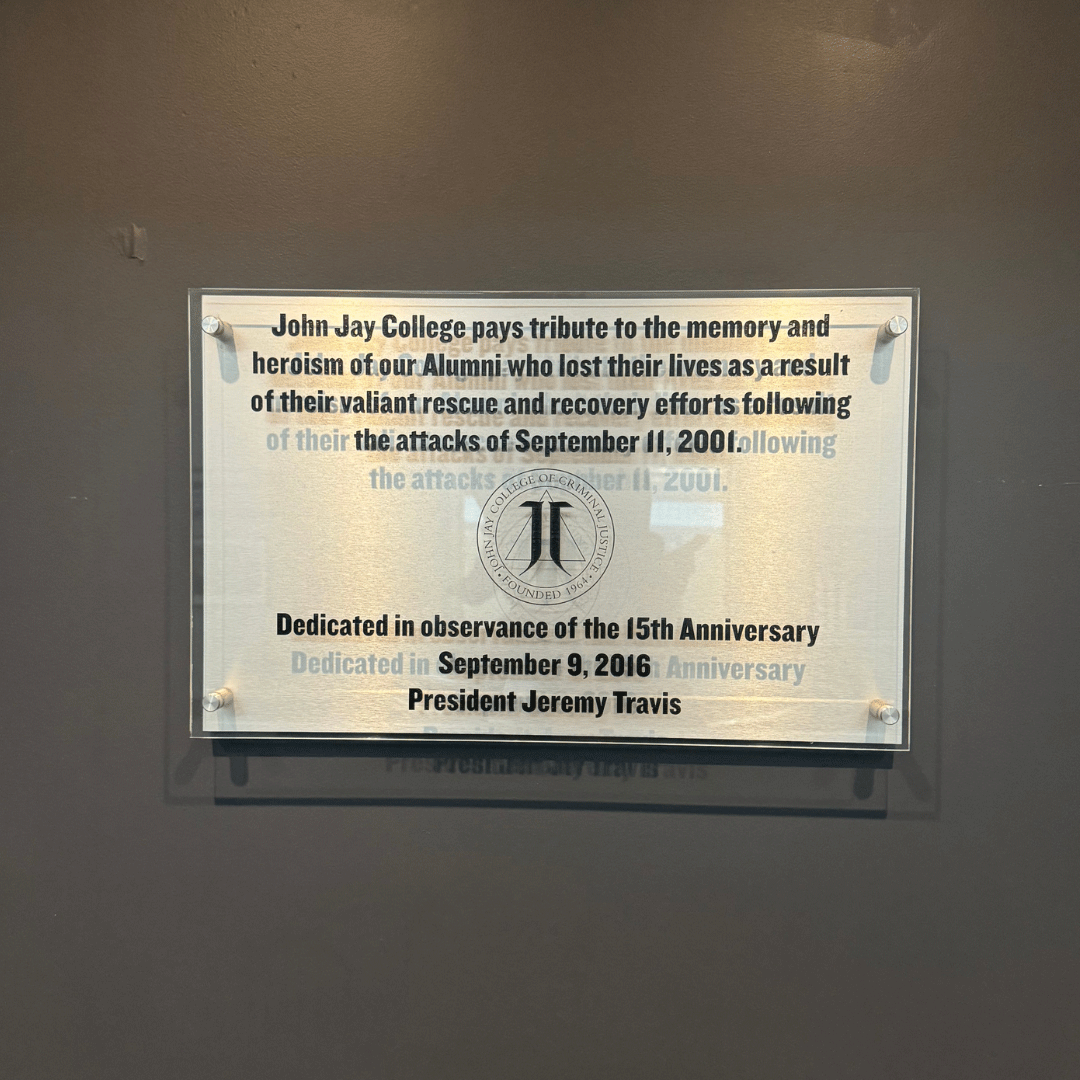 John Jay College pays tribute to the memory and
heroism of our Alumni who lost their lives as a result
of their valiant rescue and recovery efforts following
the attacks of September 11, 2001.
JOHN JAY COLLEGE OF CRIMINAL JUSTICE
• FOUNDED 1964 •
JJ
Dedicated in observance of the 15th Anniversary
September 9, 2016
President Jeremy Travis